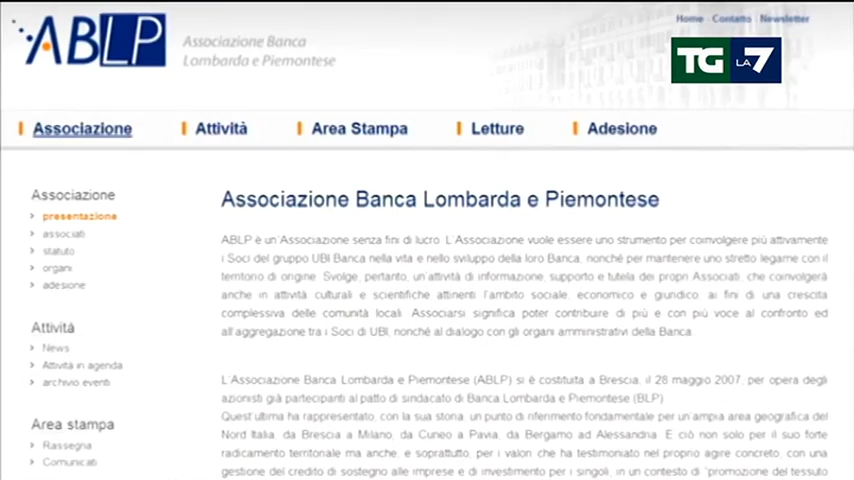 ABLP
Associazione Banca
Lombarda e Piemontese
Home Contatto Newsletter
TG LA7
Associazione Attività Area Stampa Letture Adesione
Associazione
presentazione
associati
statuto
organi
adesione
Attività
News
Attività in agenda
archivio eventi
Area stampa
Rassegna
Comunicati
Associazione Banca Lombarda e Piemontese
ABLP è un'Associazione senza fini di lucro. L'Associazione vuole essere uno strumento per coinvolgere più attivamente
i Soci del gruppo UBI Banca nella vita e nello sviluppo della loro Banca, nonché per mantenere uno stretto legame con il
territorio di origine. Svolge, pertanto, un'attività di informazione, supporto e tutela dei propri Associati, che coinvolgerà
anche in attività culturali e scientifiche attinenti l'ambito sociale, economico e giuridico, ai fini di una crescita
complessiva delle comunità locali. Associarsi significa poter contribuire di più e con più voce al confronto ed
all'aggregazione tra i Soci di UBI, nonché al dialogo con gli organi amministrativi della Banca.
L'Associazione Banca Lombarda e Piemontese (ABLP) si è costituita a Brescia, il 28 maggio 2007, per opera degli
azionisti già partecipanti al patto di sindacato di Banca Lombarda e Piemontese (BLP)
Quest'ultima ha rappresentato, con la sua storia, un punto di riferimento fondamentale per un'ampia area geografica del
Nord Italia, da Brescia a Milano, da Cuneo a Pavia, da Bergamo ad Alessandria. E ciò non solo per il suo forte
radicamento territoriale ma anche, e soprattutto, per i valori che ha testimoniato nel proprio agire concreto, con una
gestione del credito di sostegno alle imprese e di investimento per i singoli, in un contesto di "promozione del tessuto